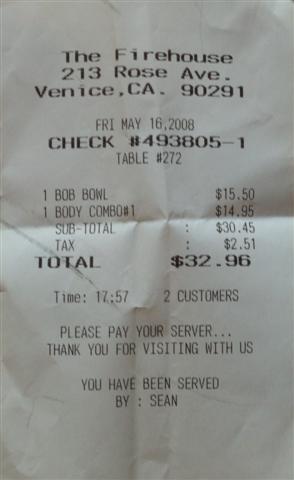 The Firehouse
213 Rose Ave.
Venice,CA. 90291
FRI MAY 16,2008
CHECK #493805-1
TABLE #272
1 BOB BOWL $15.50
1 BODY COMBO#1 $14.95
SUB-TOTAL : $30.45
TAX : $2.51
TOTAL $32.96
Time: 17:57 2 CUSTOMERS
PLEASE PAY YOUR SERVER...
THANK YOU FOR VISITING WITH US
YOU HAVE BEEN SERVED
BY : SEAN